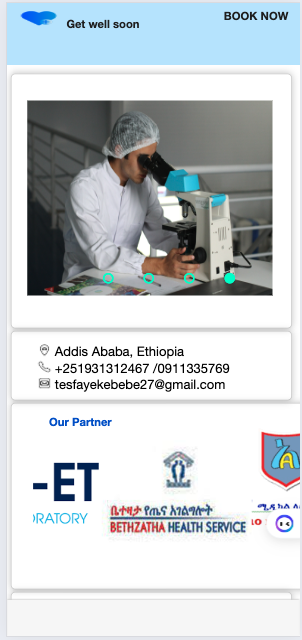 Get well soon
BOOK NOW
Addis Ababa, Ethiopia
+251931312467 /0911335769
tesfayekebebe27@gmail.com
Our Partner
-ET
ORATORY
ቤተዛታ የጤና አገልግሎት
BETHZATHA HEALTH SERVICE